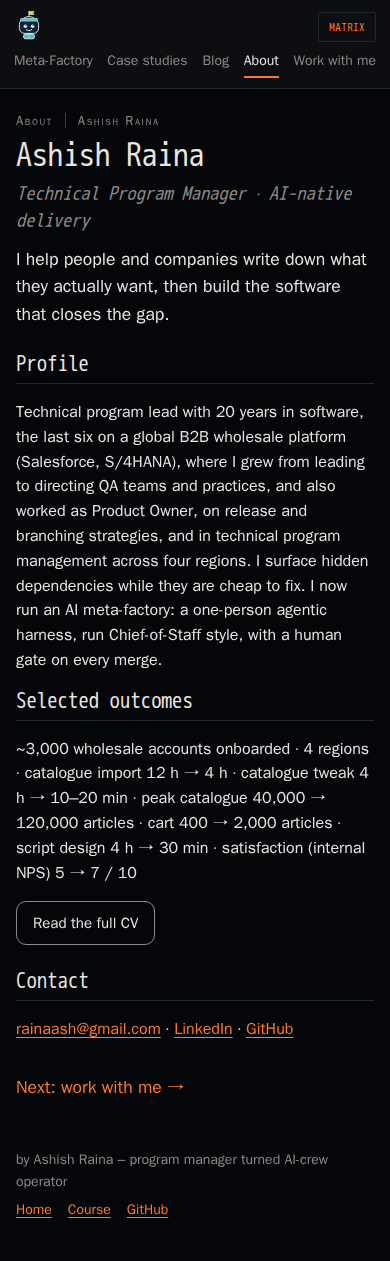 MATRIX
Meta-Factory Case studies Blog About Work with me
About | Ashish Raina
Ashish Raina
Technical Program Manager · AI-native
delivery
I help people and companies write down what
they actually want, then build the software
that closes the gap.
Profile
Technical program lead with 20 years in software,
the last six on a global B2B wholesale platform
(Salesforce, S/4HANA), where I grew from leading
to directing QA teams and practices, and also
worked as Product Owner, on release and
branching strategies, and in technical program
management across four regions. I surface hidden
dependencies while they are cheap to fix. I now
run an AI meta-factory: a one-person agentic
harness, run Chief-of-Staff style, with a human
gate on every merge.
Selected outcomes
~3,000 wholesale accounts onboarded · 4 regions
· catalogue import 12 h → 4 h · catalogue tweak 4
h → 10–20 min · peak catalogue 40,000 →
120,000 articles · cart 400 → 2,000 articles ·
script design 4 h → 30 min · satisfaction (internal
NPS) 5 → 7 / 10
Read the full CV
Contact
rainaash@gmail.com · LinkedIn · GitHub
Next: work with me →
by Ashish Raina – program manager turned AI-crew
operator
Home Course GitHub